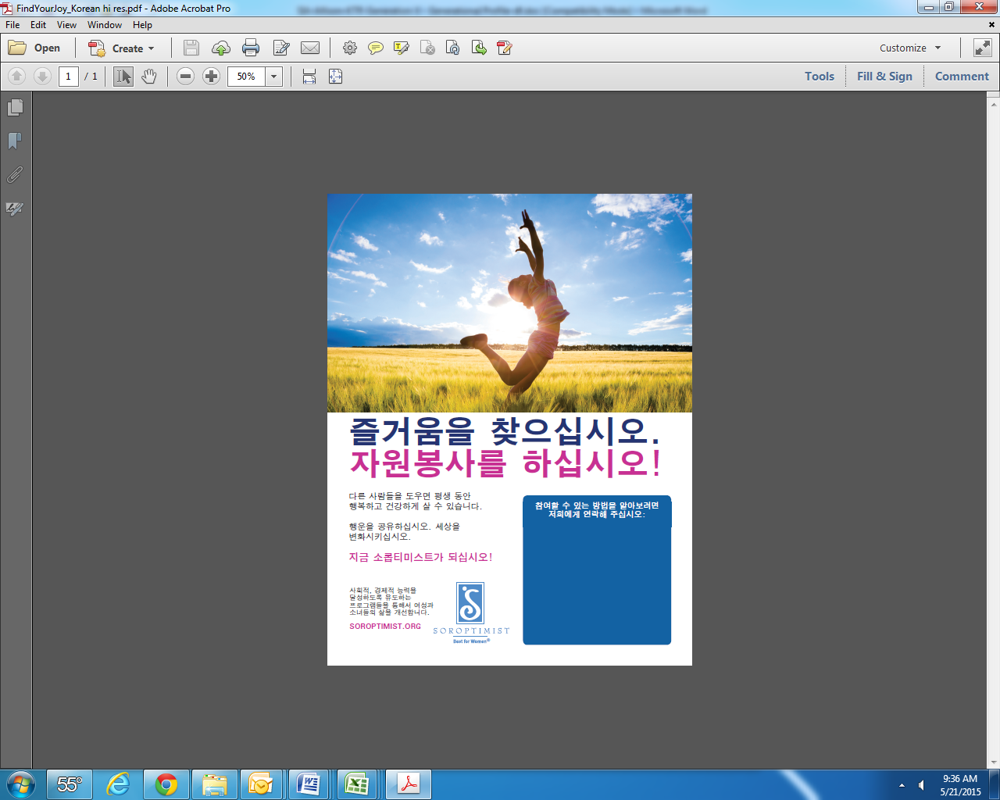 FindYourJoy_Korean hi res.pdf - Adobe Acrobat Pro
File Edit View Window Help
Open Create Customize
1 / 1 50% Tools Fill & Sign Comment
즐거움을 찾으십시오.
자원봉사를 하십시오!
다른 사람들을 도우면 평생 동안
행복하고 건강하게 살 수 있습니다.
행운을 공유하십시오. 세상을
변화시키십시오.
지금 소롭티미스트가 되십시오!
참여할 수 있는 방법을 알아보려면
저희에게 연락해 주십시오:
사회적, 경제적 능력을
달성하도록 유도하는
프로그램들을 통해서 여성과
소녀들의 삶을 개선합니다.
SOROPTIMIST.ORG
S
SOROPTIMIST
Best for Women®
55°
9:36 AM
5/21/2015